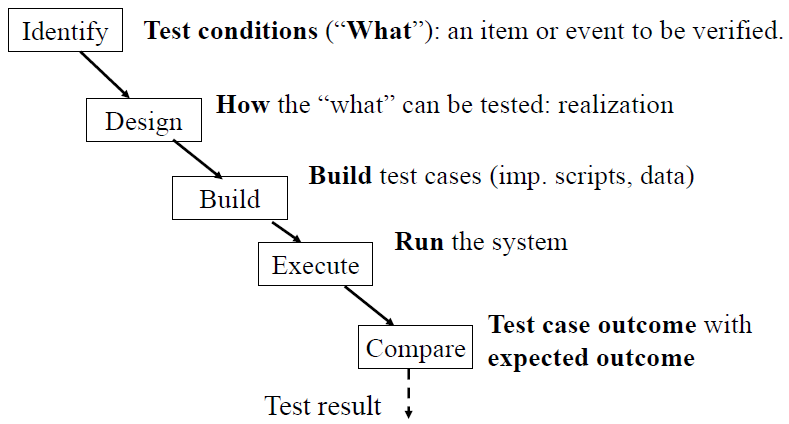 Identify Test conditions (“What”): an item or event to be verified.
Design How the “what” can be tested: realization
Build Build test cases (imp. scripts, data)
Execute Run the system
Compare Test case outcome with
expected outcome
Test result